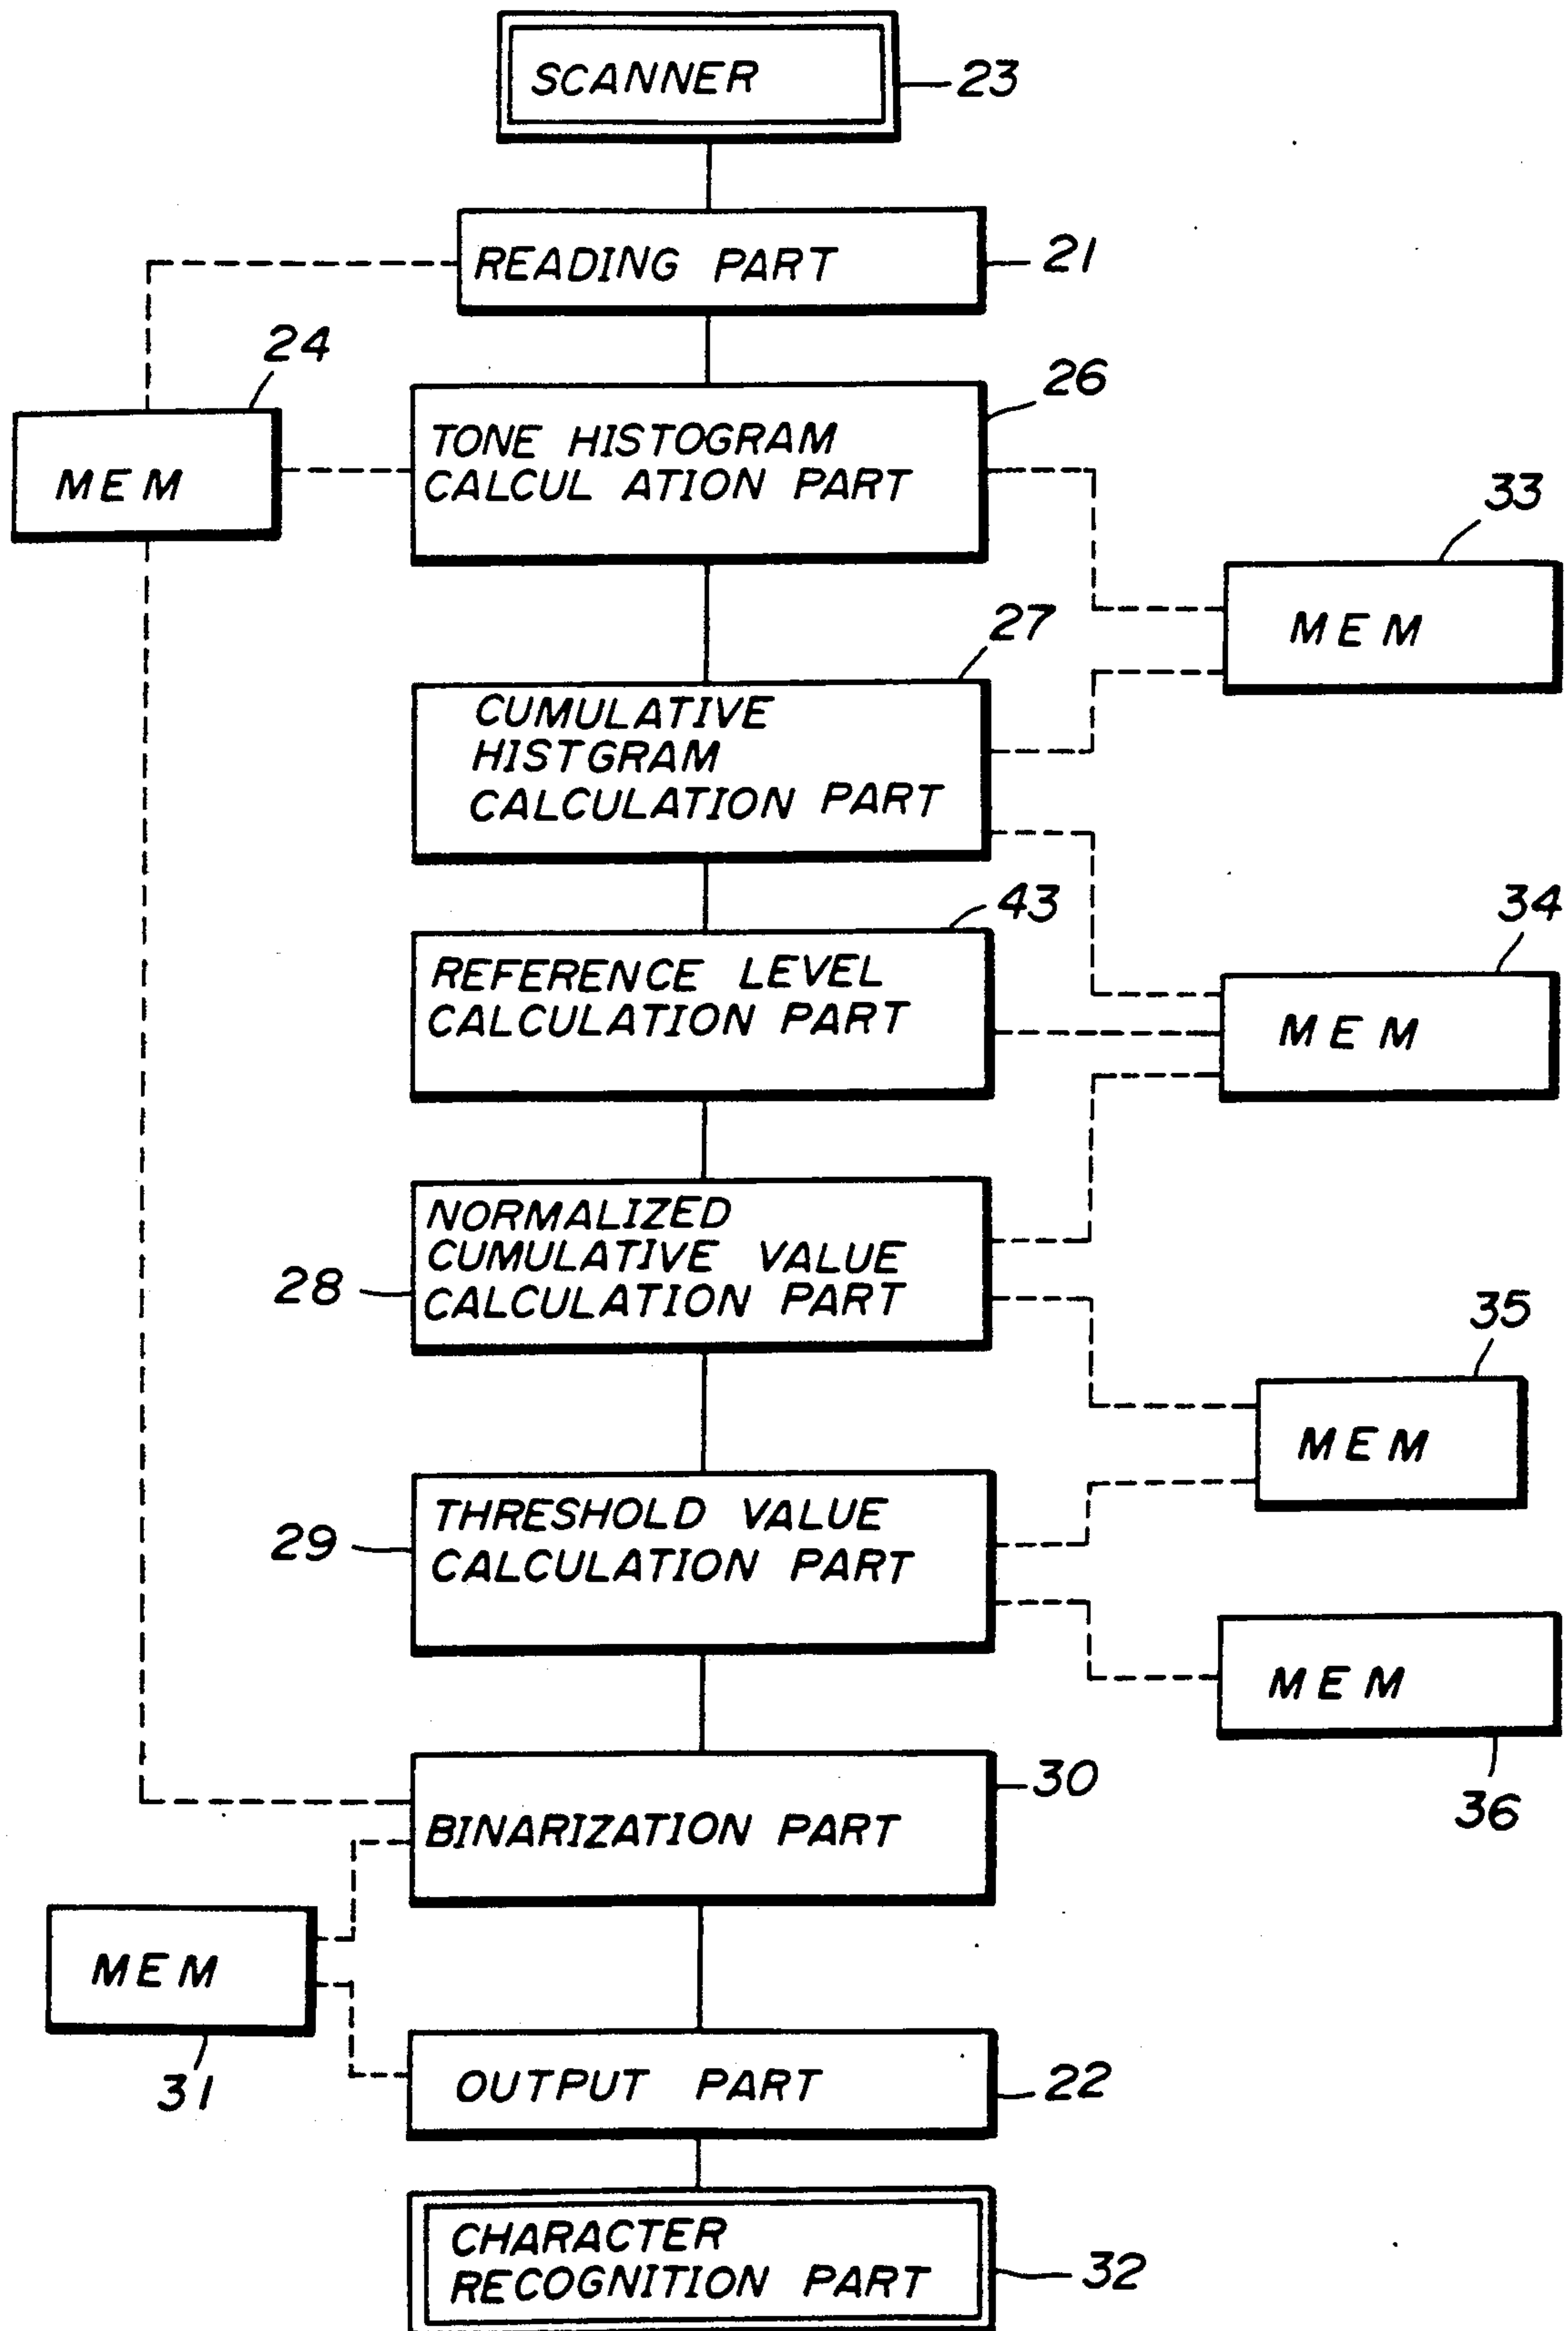 SCANNER
23
READING PART
21
24
MEM
26
TONE HISTOGRAM
CALCUL ATION PART
33
MEM
27
CUMULATIVE
HISTGRAM
CALCULATION PART
43
REFERENCE LEVEL
CALCULATION PART
34
MEM
NORMALIZED
CUMULATIVE VALUE
CALCULATION PART
28
35
MEM
THRESHOLD VALUE
CALCULATION PART
29
MEM
36
30
BINARIZATION PART
MEM
31
OUTPUT PART
22
CHARACTER
RECOGNITION PART
32